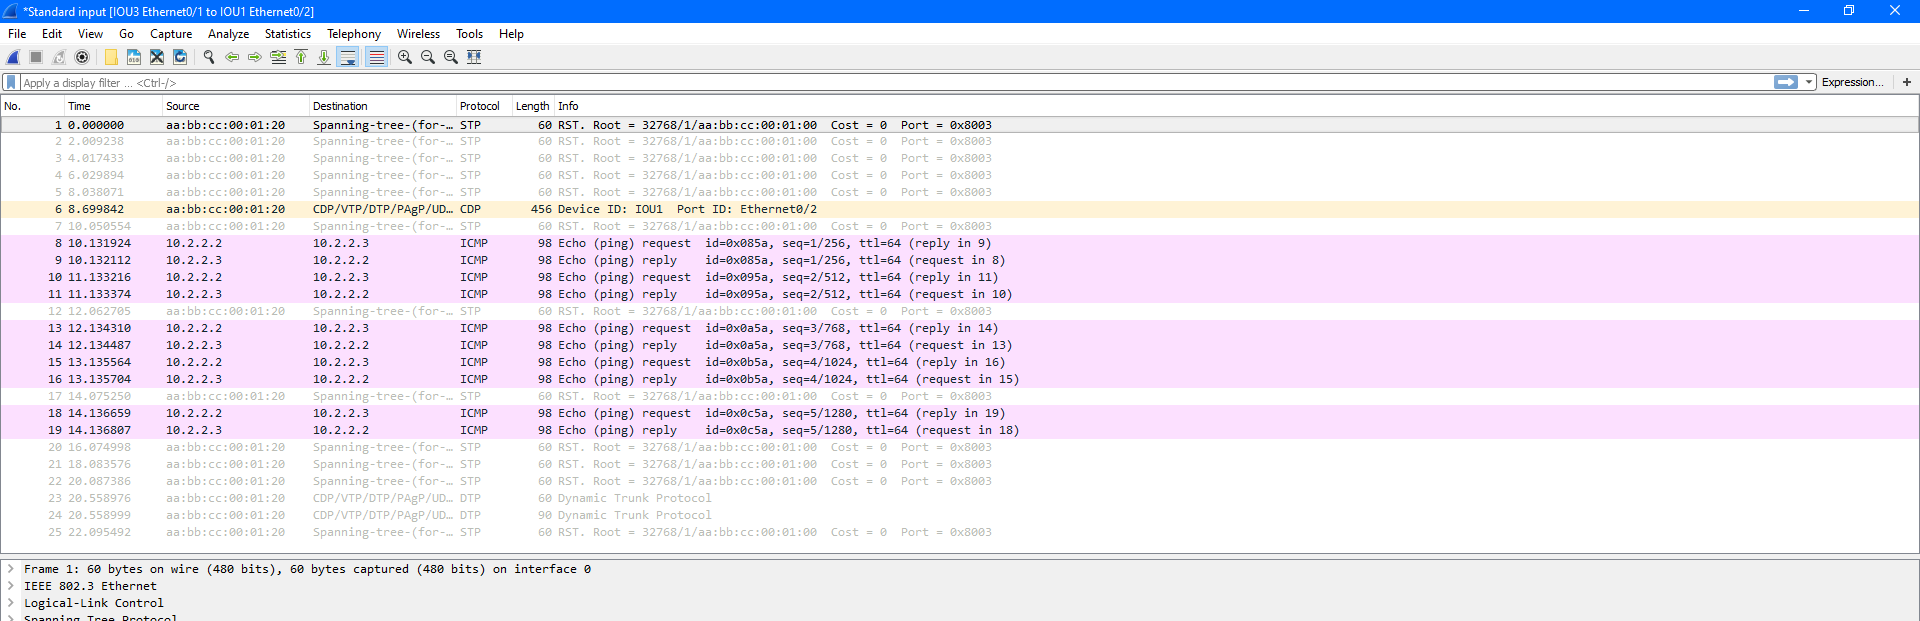 *Standard input [IOU3 Ethernet0/1 to IOU1 Ethernet0/2]
File Edit View Go Capture Analyze Statistics Telephony Wireless Tools Help
Apply a display filter ... <Ctrl-/> Expression... +
No. Time Source Destination Protocol Length Info
1 0.000000 aa:bb:cc:00:01:20 Spanning-tree-(for-… STP 60 RST. Root = 32768/1/aa:bb:cc:00:01:00 Cost = 0 Port = 0x8003
2 2.009238 aa:bb:cc:00:01:20 Spanning-tree-(for-… STP 60 RST. Root = 32768/1/aa:bb:cc:00:01:00 Cost = 0 Port = 0x8003
3 4.017433 aa:bb:cc:00:01:20 Spanning-tree-(for-… STP 60 RST. Root = 32768/1/aa:bb:cc:00:01:00 Cost = 0 Port = 0x8003
4 6.029894 aa:bb:cc:00:01:20 Spanning-tree-(for-… STP 60 RST. Root = 32768/1/aa:bb:cc:00:01:00 Cost = 0 Port = 0x8003
5 8.038071 aa:bb:cc:00:01:20 Spanning-tree-(for-… STP 60 RST. Root = 32768/1/aa:bb:cc:00:01:00 Cost = 0 Port = 0x8003
6 8.699842 aa:bb:cc:00:01:20 CDP/VTP/DTP/PAgP/UD… CDP 456 Device ID: IOU1 Port ID: Ethernet0/2
7 10.050554 aa:bb:cc:00:01:20 Spanning-tree-(for-… STP 60 RST. Root = 32768/1/aa:bb:cc:00:01:00 Cost = 0 Port = 0x8003
8 10.131924 10.2.2.2 10.2.2.3 ICMP 98 Echo (ping) request id=0x085a, seq=1/256, ttl=64 (reply in 9)
9 10.132112 10.2.2.3 10.2.2.2 ICMP 98 Echo (ping) reply id=0x085a, seq=1/256, ttl=64 (request in 8)
10 11.133216 10.2.2.2 10.2.2.3 ICMP 98 Echo (ping) request id=0x095a, seq=2/512, ttl=64 (reply in 11)
11 11.133374 10.2.2.3 10.2.2.2 ICMP 98 Echo (ping) reply id=0x095a, seq=2/512, ttl=64 (request in 10)
12 12.062705 aa:bb:cc:00:01:20 Spanning-tree-(for-… STP 60 RST. Root = 32768/1/aa:bb:cc:00:01:00 Cost = 0 Port = 0x8003
13 12.134310 10.2.2.2 10.2.2.3 ICMP 98 Echo (ping) request id=0x0a5a, seq=3/768, ttl=64 (reply in 14)
14 12.134487 10.2.2.3 10.2.2.2 ICMP 98 Echo (ping) reply id=0x0a5a, seq=3/768, ttl=64 (request in 13)
15 13.135564 10.2.2.2 10.2.2.3 ICMP 98 Echo (ping) request id=0x0b5a, seq=4/1024, ttl=64 (reply in 16)
16 13.135704 10.2.2.3 10.2.2.2 ICMP 98 Echo (ping) reply id=0x0b5a, seq=4/1024, ttl=64 (request in 15)
17 14.075250 aa:bb:cc:00:01:20 Spanning-tree-(for-… STP 60 RST. Root = 32768/1/aa:bb:cc:00:01:00 Cost = 0 Port = 0x8003
18 14.136659 10.2.2.2 10.2.2.3 ICMP 98 Echo (ping) request id=0x0c5a, seq=5/1280, ttl=64 (reply in 19)
19 14.136807 10.2.2.3 10.2.2.2 ICMP 98 Echo (ping) reply id=0x0c5a, seq=5/1280, ttl=64 (request in 18)
20 16.074998 aa:bb:cc:00:01:20 Spanning-tree-(for-… STP 60 RST. Root = 32768/1/aa:bb:cc:00:01:00 Cost = 0 Port = 0x8003
21 18.083576 aa:bb:cc:00:01:20 Spanning-tree-(for-… STP 60 RST. Root = 32768/1/aa:bb:cc:00:01:00 Cost = 0 Port = 0x8003
22 20.087386 aa:bb:cc:00:01:20 Spanning-tree-(for-… STP 60 RST. Root = 32768/1/aa:bb:cc:00:01:00 Cost = 0 Port = 0x8003
23 20.558976 aa:bb:cc:00:01:20 CDP/VTP/DTP/PAgP/UD… DTP 60 Dynamic Trunk Protocol
24 20.558999 aa:bb:cc:00:01:20 CDP/VTP/DTP/PAgP/UD… DTP 90 Dynamic Trunk Protocol
25 22.095492 aa:bb:cc:00:01:20 Spanning-tree-(for-… STP 60 RST. Root = 32768/1/aa:bb:cc:00:01:00 Cost = 0 Port = 0x8003
Frame 1: 60 bytes on wire (480 bits), 60 bytes captured (480 bits) on interface 0
IEEE 802.3 Ethernet
Logical-Link Control
Spanning Tree Protocol